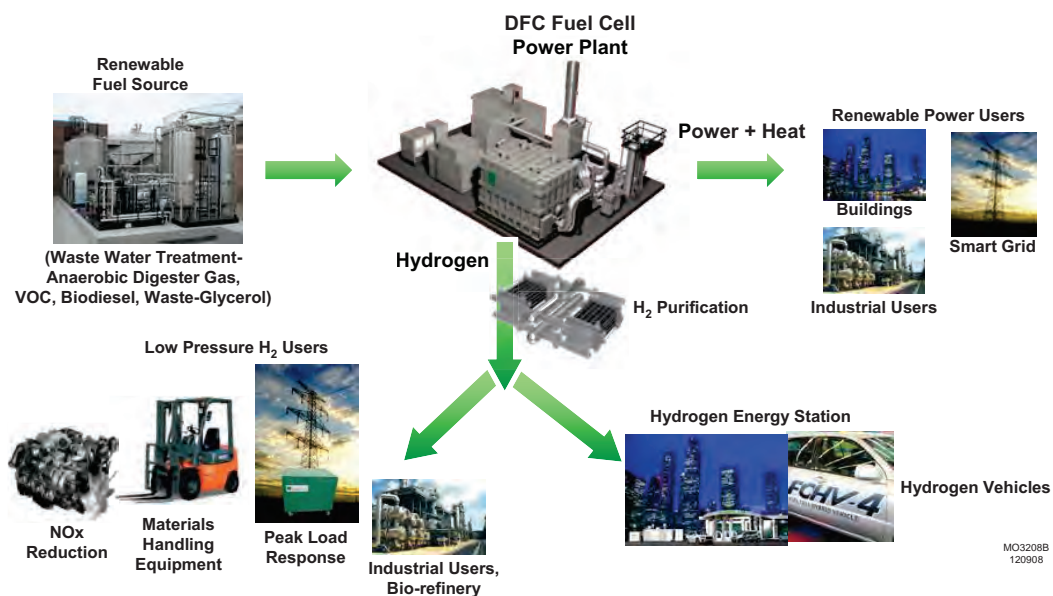 DFC Fuel Cell
Power Plant
Renewable
Fuel Source
(Waste Water Treatment-
Anaerobic Digester Gas,
VOC, Biodiesel, Waste-Glycerol)
Power + Heat
Renewable Power Users
Buildings
Smart Grid
Industrial Users
Hydrogen
H₂ Purification
Low Pressure H₂ Users
NOx
Reduction
Materials
Handling
Equipment
Peak Load
Response
Industrial Users,
Bio-refinery
Hydrogen Energy Station
FCHV-4
Hydrogen Vehicles
MO3208B
120908